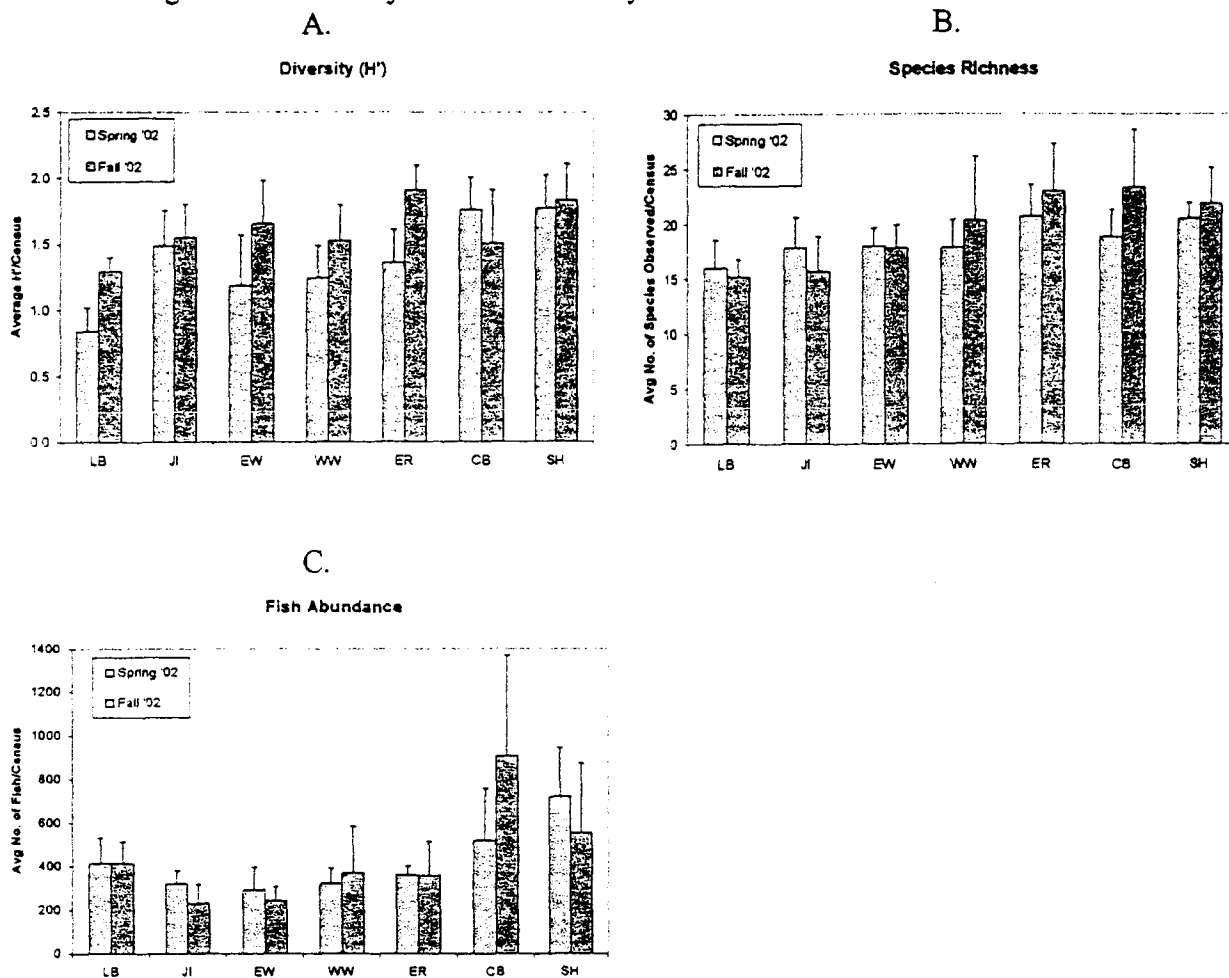 A.
Diversity (H')
Average H'/Census
2.5
2.0
1.5
1.0
0.5
0.0
Spring '02
Fall '02
LB JI EW WW ER CB SH
B.
Species Richness
Avg No. of Species Observed/Census
30
25
20
15
10
5
0
Spring '02
Fall '02
LB JI EW WW ER CB SH
C.
Fish Abundance
Avg No. of Fish/Census
1400
1200
1000
800
600
400
200
0
Spring '02
Fall '02
LB JI EW WW ER CB SH